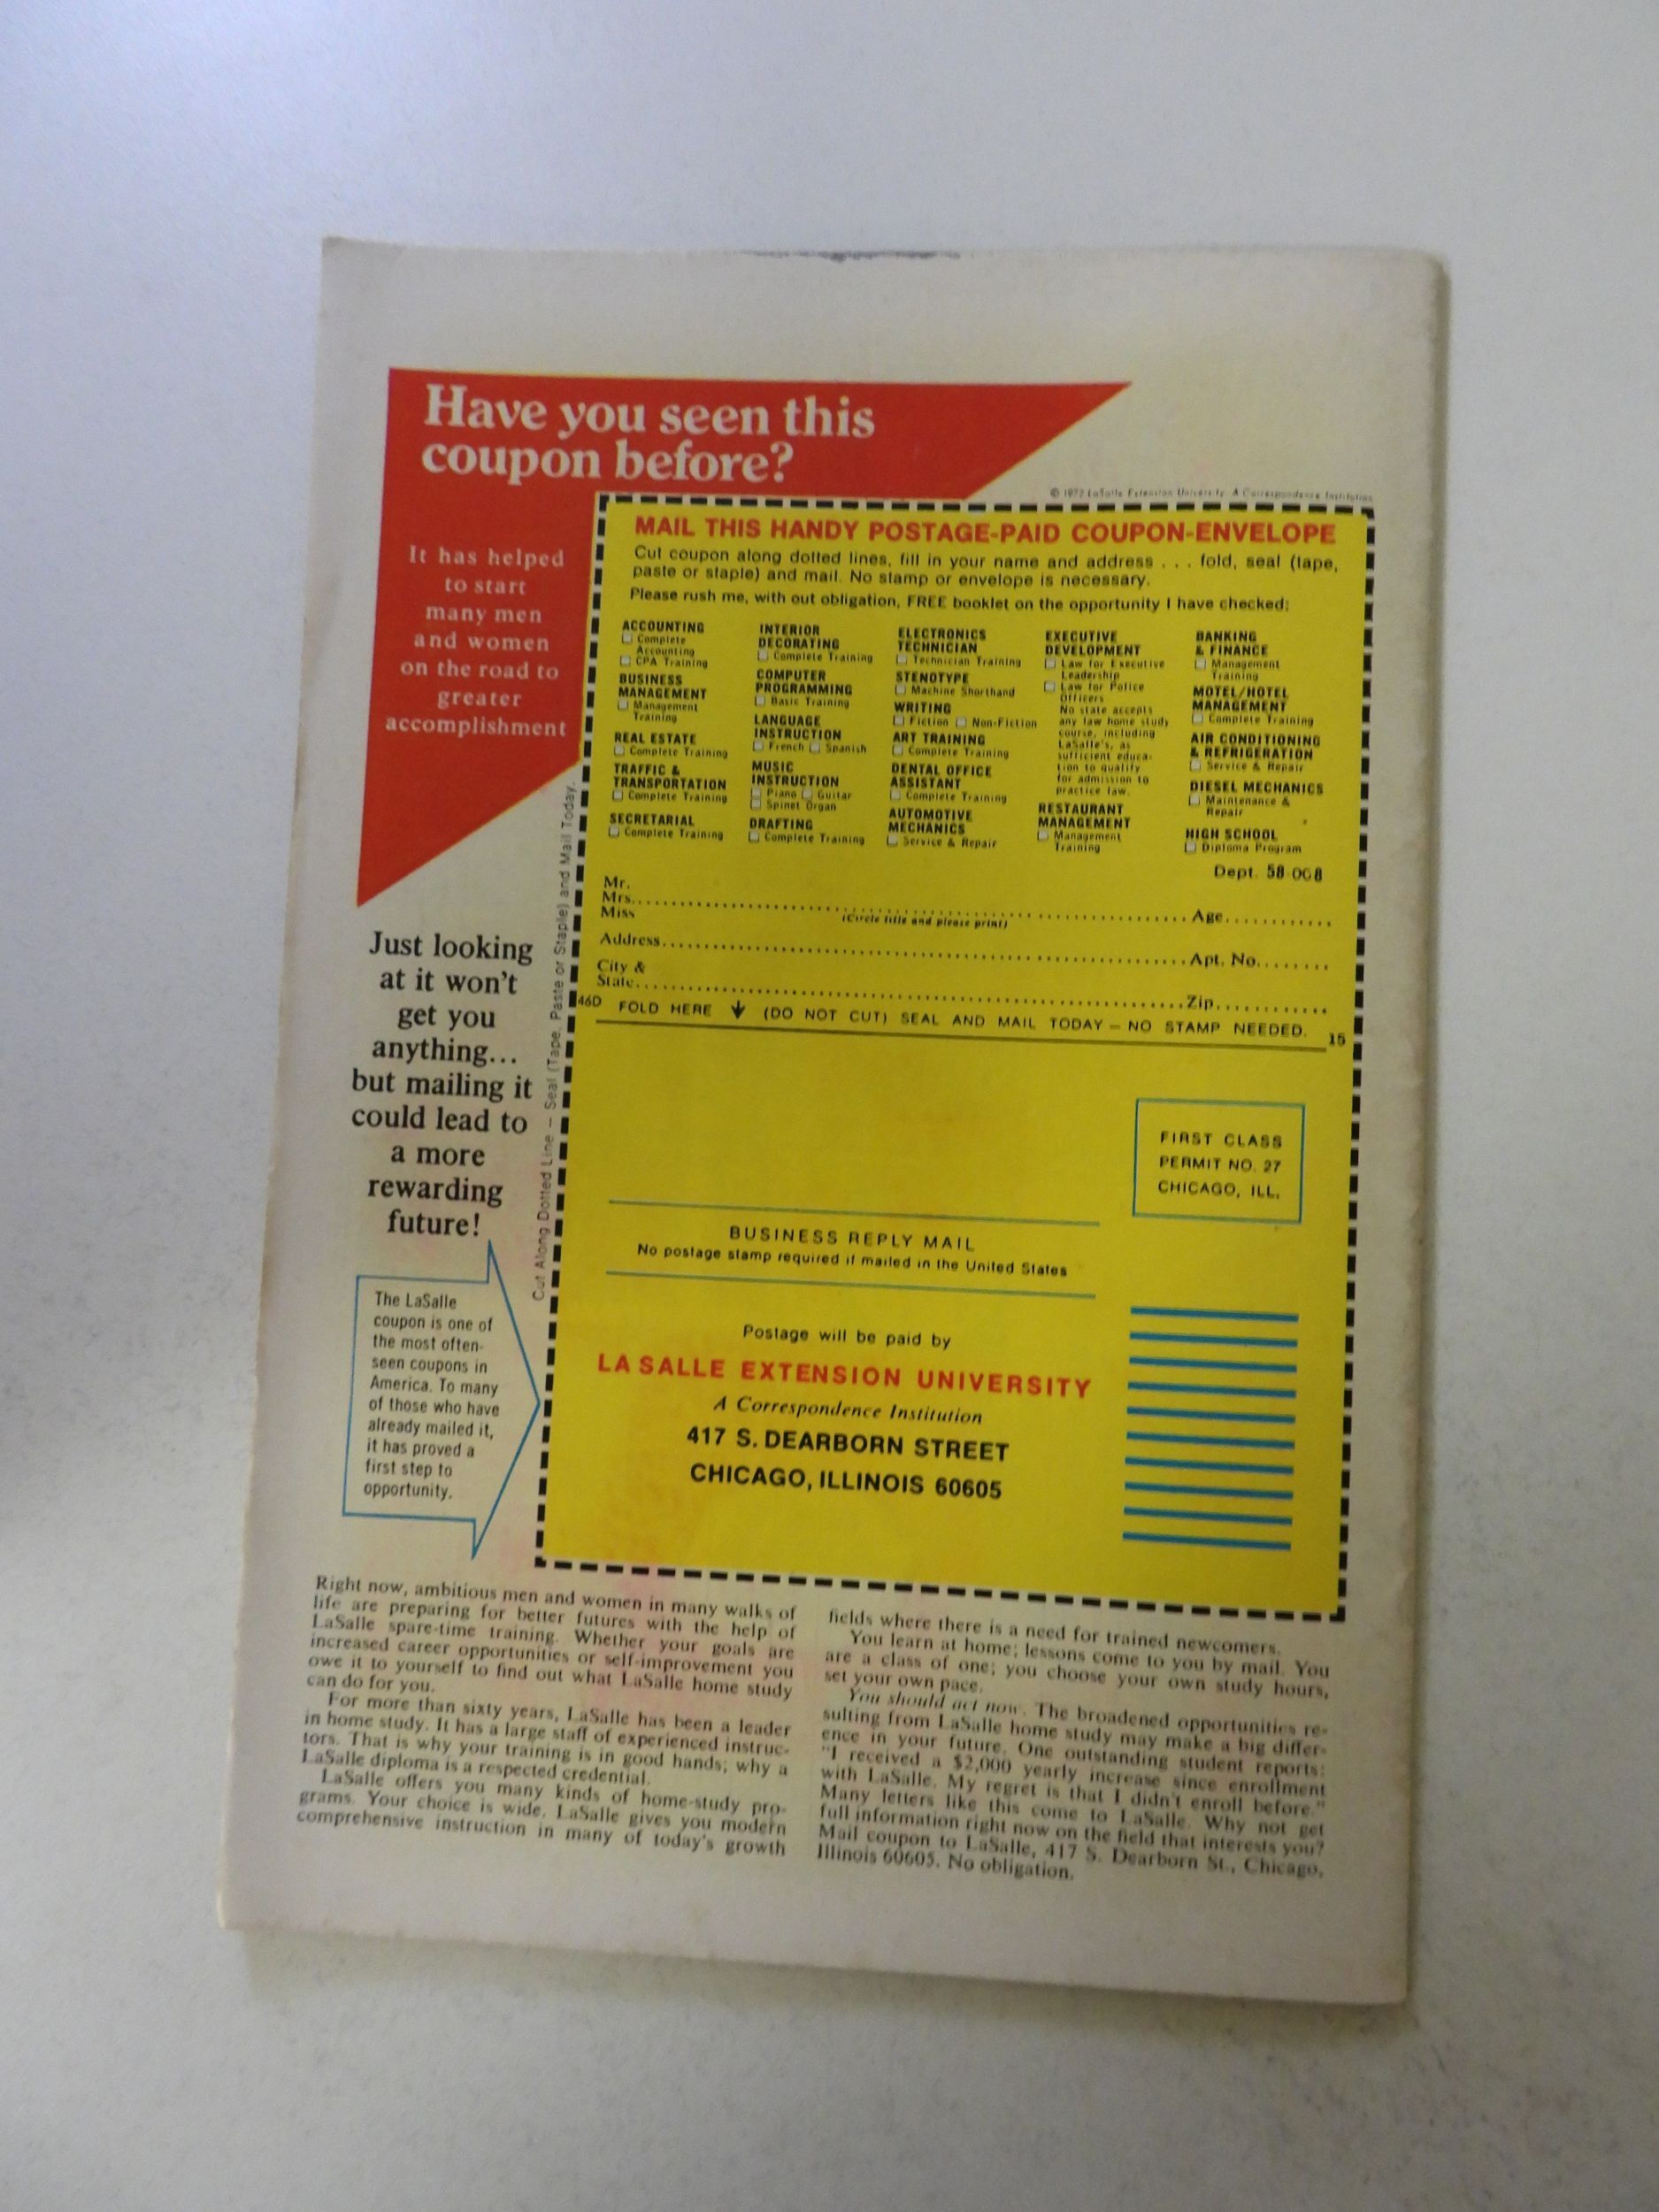 Have you seen this
coupon before?
© 1972 LaSalle Extension University A Correspondence Institution
It has helped
to start
many men
and women
on the road to
greater
accomplishment
Just looking
at it won't
get you
anything...
but mailing it
could lead to
a more
rewarding
future!
The LaSalle
coupon is one of
the most often-
seen coupons in
America. To many
of those who have
already mailed it,
it has proved a
first step to
opportunity.
Cut Along Dotted Line – Seal (Tape, Paste or Staple) and Mail Today.
MAIL THIS HANDY POSTAGE-PAID COUPON-ENVELOPE
Cut coupon along dotted lines, fill in your name and address . . . fold, seal (tape,
paste or staple) and mail. No stamp or envelope is necessary.
Please rush me, with out obligation, FREE booklet on the opportunity I have checked:
ACCOUNTING
Complete
Accounting
CPA Training
BUSINESS
MANAGEMENT
Management
Training
REAL ESTATE
Complete Training
TRAFFIC &
TRANSPORTATION
Complete Training
SECRETARIAL
Complete Training
INTERIOR
DECORATING
Complete Training
COMPUTER
PROGRAMMING
Basic Training
LANGUAGE
INSTRUCTION
French Spanish
MUSIC
INSTRUCTION
Piano Guitar
Spinet Organ
DRAFTING
Complete Training
ELECTRONICS
TECHNICIAN
Technician Training
STENOTYPE
Machine Shorthand
WRITING
Fiction Non-Fiction
ART TRAINING
Complete Training
DENTAL OFFICE
ASSISTANT
Complete Training
AUTOMOTIVE
MECHANICS
Service & Repair
EXECUTIVE
DEVELOPMENT
Law for Executive
Leadership
Law for Police
Officers
No state accepts
any law home study
course, including
LaSalle's, as
sufficient educa-
tion to qualify
for admission to
practice law.
RESTAURANT
MANAGEMENT
Management
Training
BANKING
& FINANCE
Management
Training
MOTEL/HOTEL
MANAGEMENT
Complete Training
AIR CONDITIONING
& REFRIGERATION
Service & Repair
DIESEL MECHANICS
Maintenance &
Repair
HIGH SCHOOL
Diploma Program
Dept. 58-008
Mr.
Mrs. Age
Miss (Circle title and please print)
Address Apt. No.
City &
State Zip
46D FOLD HERE (DO NOT CUT) SEAL AND MAIL TODAY – NO STAMP NEEDED. 15
FIRST CLASS
PERMIT NO. 27
CHICAGO, ILL.
BUSINESS REPLY MAIL
No postage stamp required if mailed in the United States
Postage will be paid by
LA SALLE EXTENSION UNIVERSITY
A Correspondence Institution
417 S. DEARBORN STREET
CHICAGO, ILLINOIS 60605
Right now, ambitious men and women in many walks of
life are preparing for better futures with the help of
LaSalle spare-time training. Whether your goals are
increased career opportunities or self-improvement you
owe it to yourself to find out what LaSalle home study
can do for you.
For more than sixty years, LaSalle has been a leader
in home study. It has a large staff of experienced instruc-
tors. That is why your training is in good hands; why a
LaSalle diploma is a respected credential.
LaSalle offers you many kinds of home-study pro-
grams. Your choice is wide. LaSalle gives you modern
comprehensive instruction in many of today's growth
fields where there is a need for trained newcomers.
You learn at home; lessons come to you by mail. You
are a class of one; you choose your own study hours,
set your own pace.
You should act now. The broadened opportunities re-
sulting from LaSalle home study may make a big differ-
ence in your future. One outstanding student reports:
"I received a $2,000 yearly increase since enrollment
with LaSalle. My regret is that I didn't enroll before."
Many letters like this come to LaSalle. Why not get
full information right now on the field that interests you?
Mail coupon to LaSalle, 417 S. Dearborn St., Chicago,
Illinois 60605. No obligation.